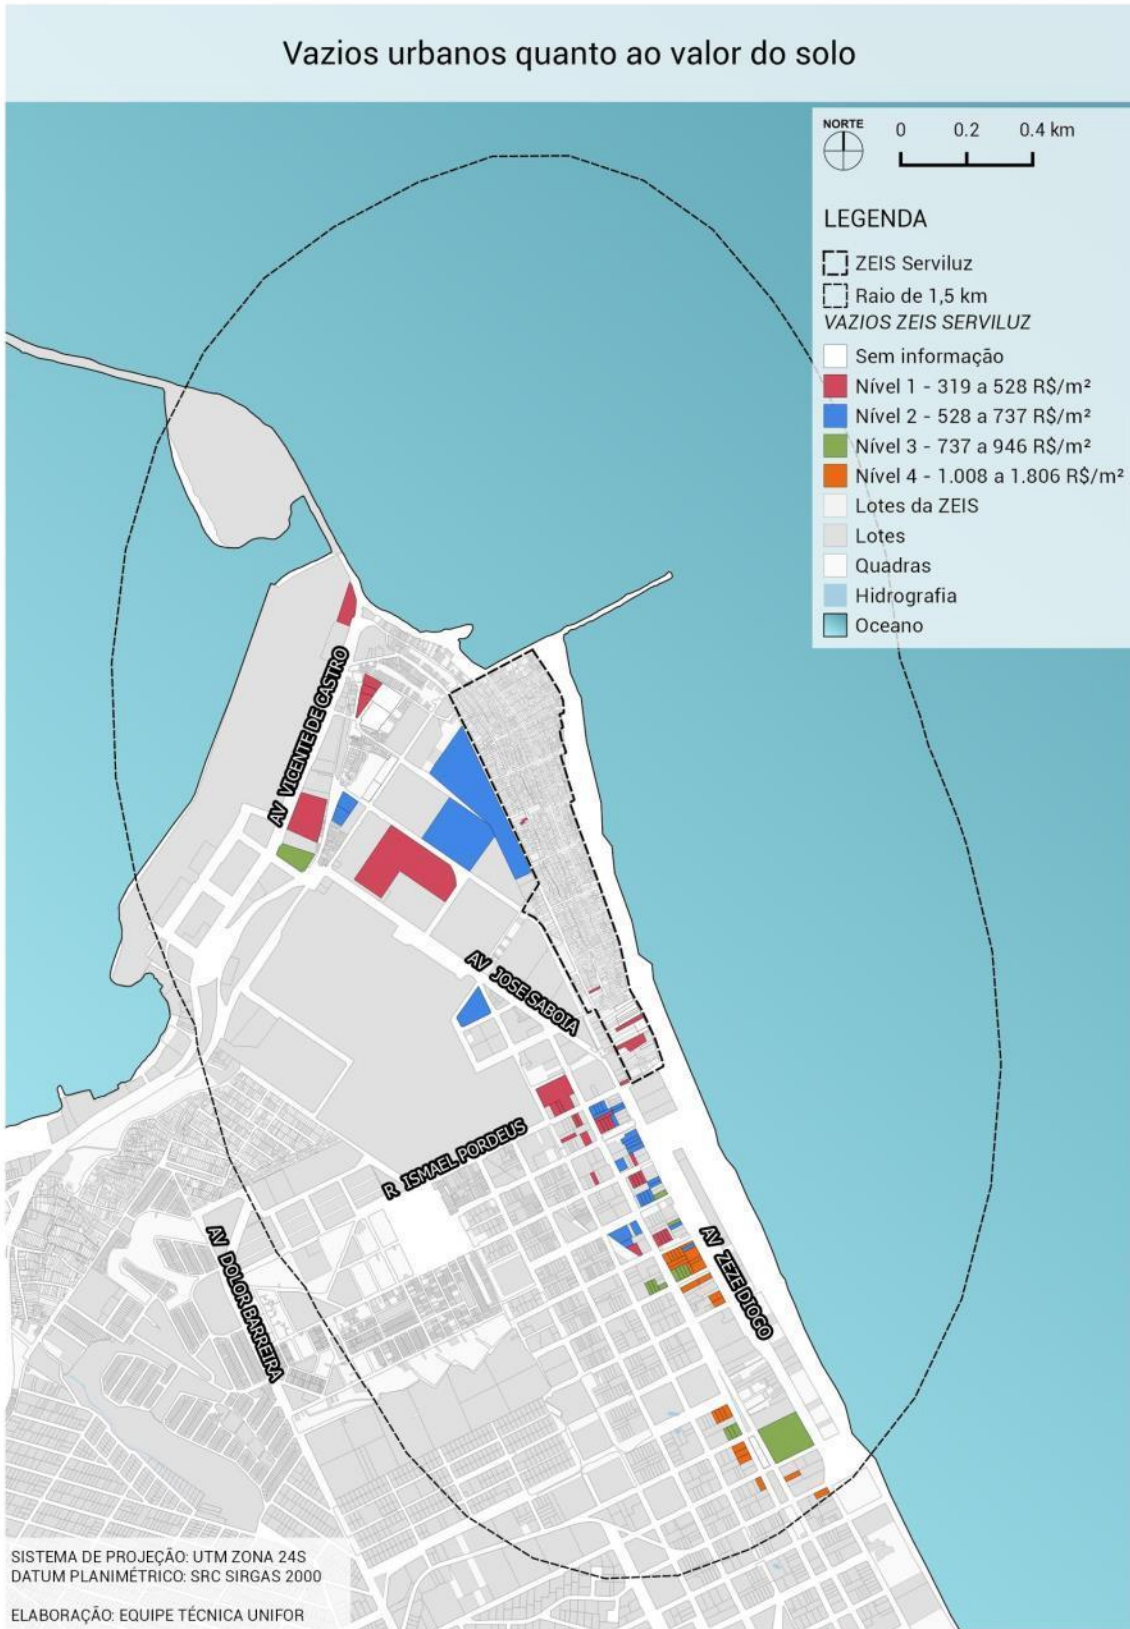 Vazios urbanos quanto ao valor do solo
NORTE
0 0.2 0.4 km
LEGENDA
ZEIS Serviluz
Raio de 1,5 km
VAZIOS ZEIS SERVILUZ
Sem informação
Nível 1 - 319 a 528 R$/m²
Nível 2 - 528 a 737 R$/m²
Nível 3 - 737 a 946 R$/m²
Nível 4 - 1.008 a 1.806 R$/m²
Lotes da ZEIS
Lotes
Quadras
Hidrografia
Oceano
AV VICENTE DE CASTRO
AV JOSE SABOIA
R ISMAEL PORDEUS
AV DOLOR BARREIRA
AV ZEZE DIOGO
SISTEMA DE PROJEÇÃO: UTM ZONA 24S
DATUM PLANIMÉTRICO: SRC SIRGAS 2000
ELABORAÇÃO: EQUIPE TÉCNICA UNIFOR